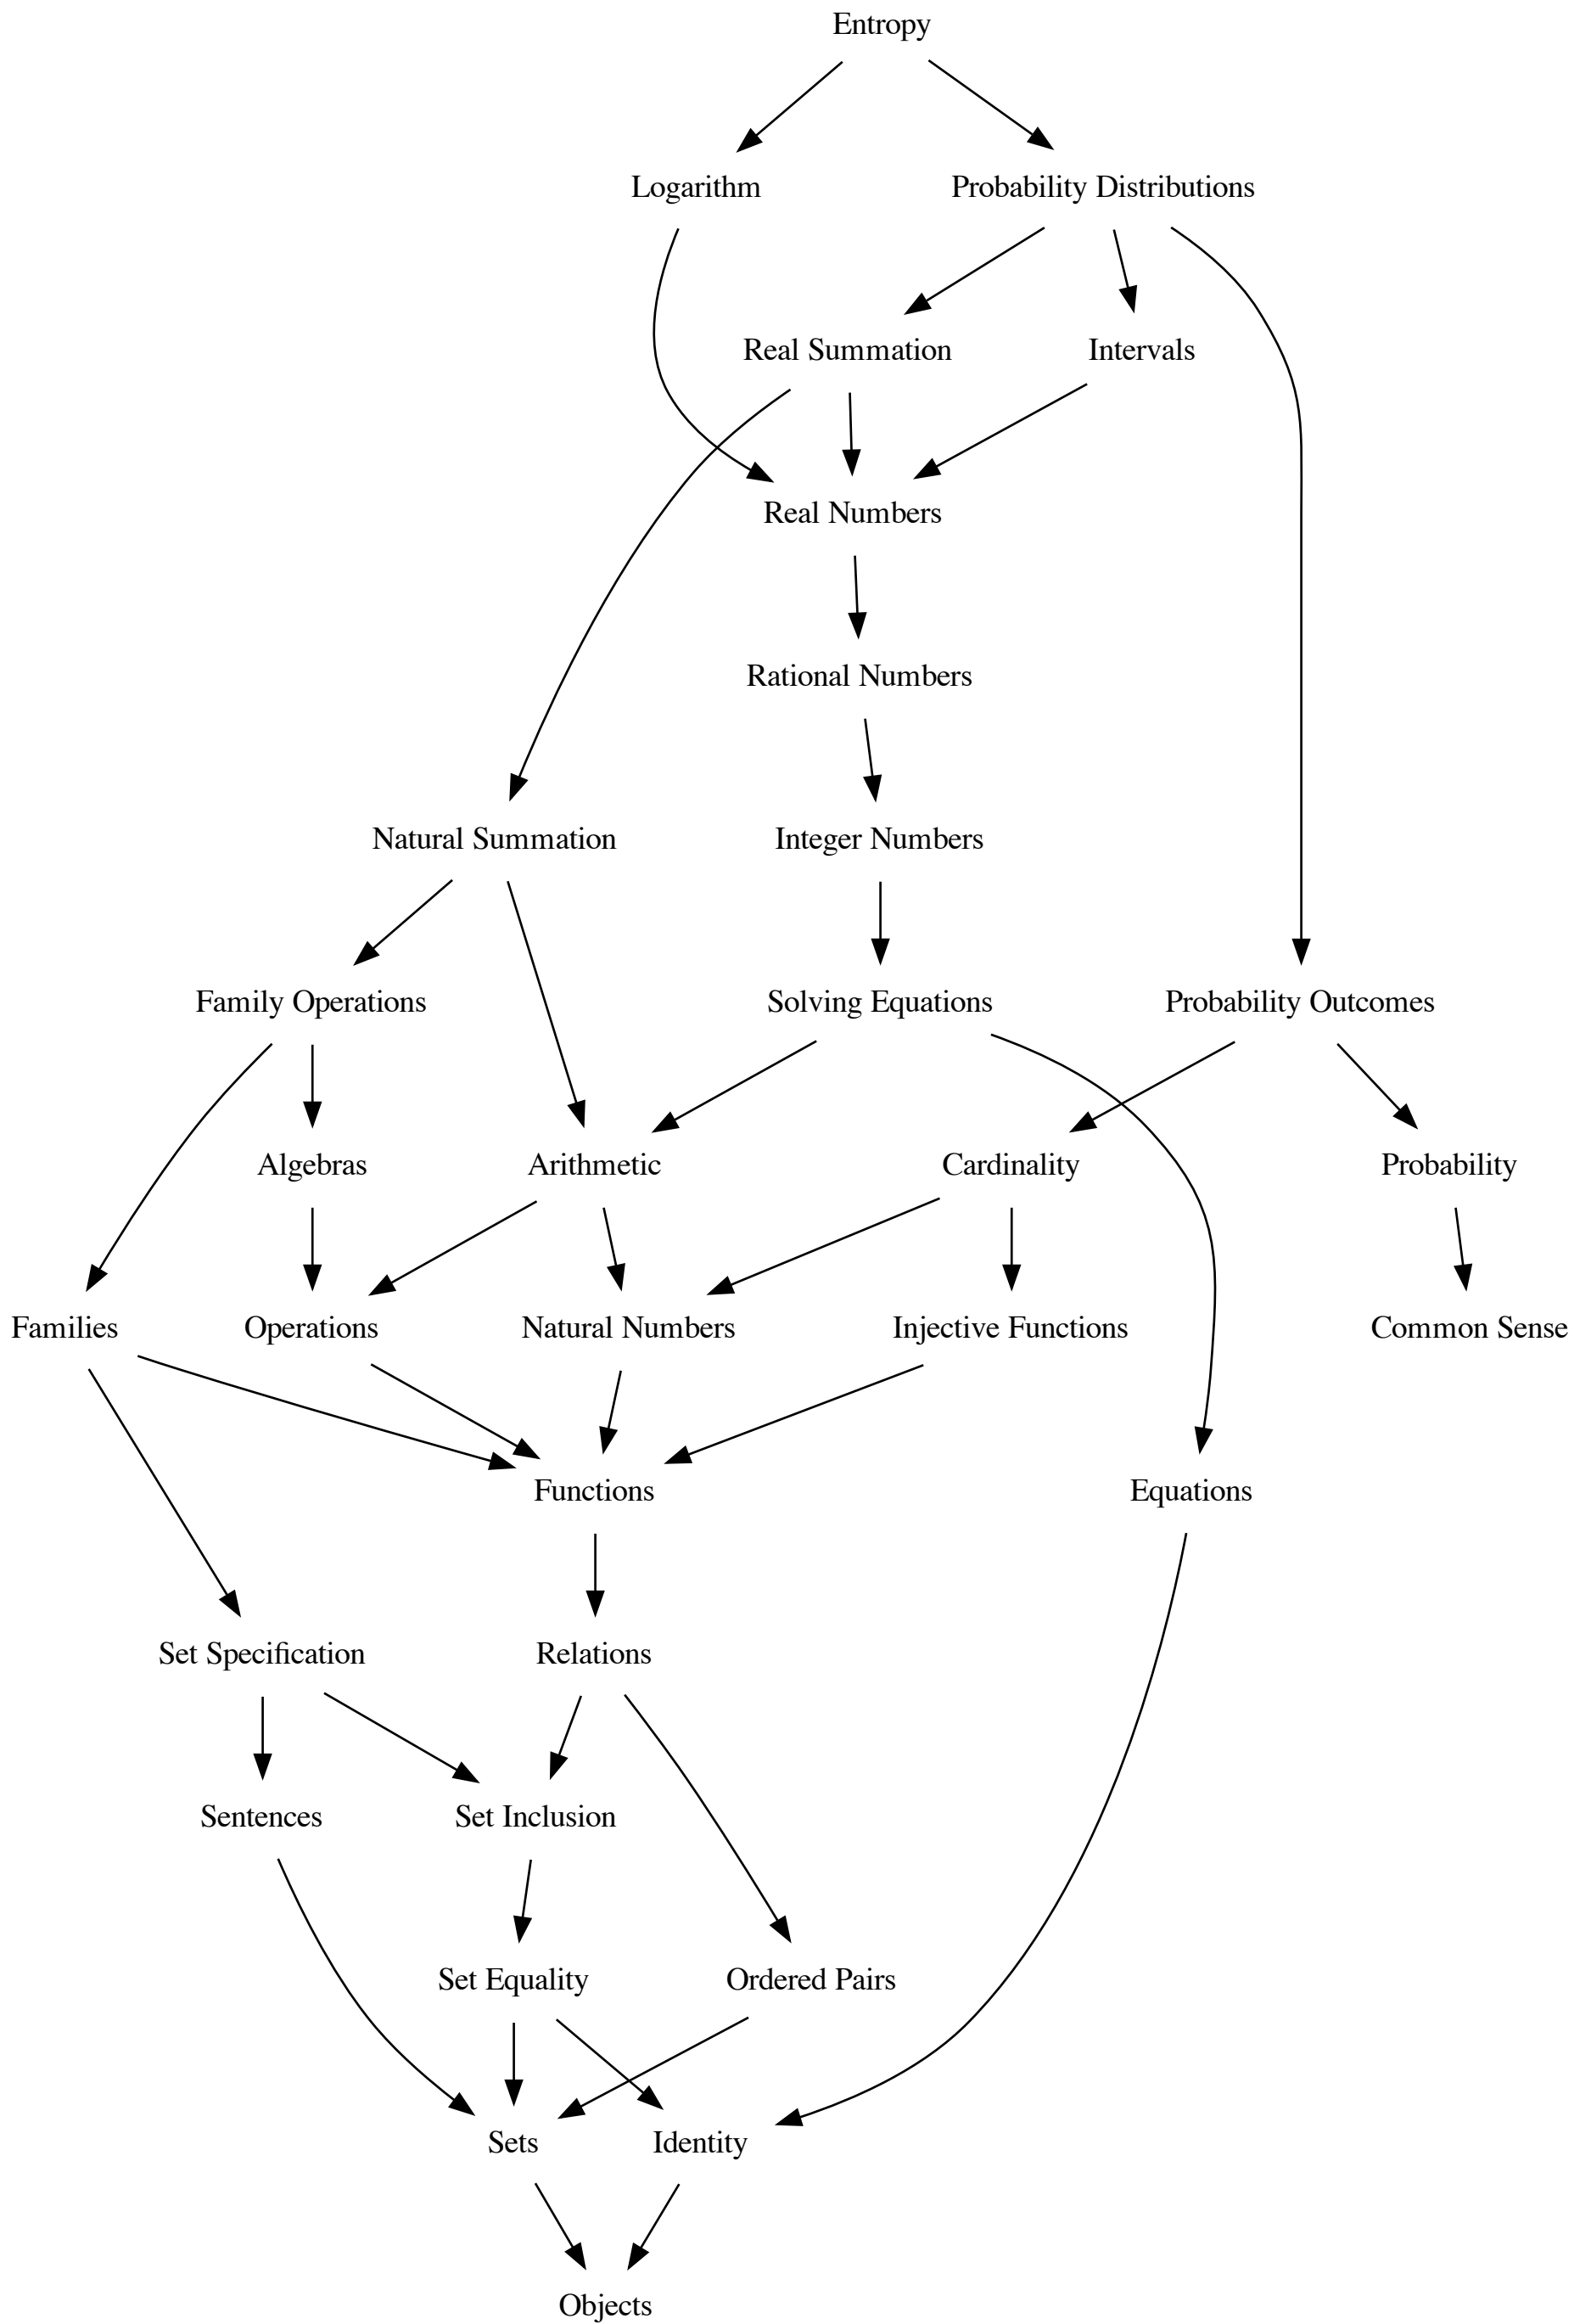 Entropy
Logarithm
Probability Distributions
Real Summation
Intervals
Real Numbers
Rational Numbers
Natural Summation
Integer Numbers
Family Operations
Solving Equations
Probability Outcomes
Algebras
Arithmetic
Cardinality
Probability
Families
Operations
Natural Numbers
Injective Functions
Common Sense
Functions
Equations
Set Specification
Relations
Sentences
Set Inclusion
Set Equality
Ordered Pairs
Sets
Identity
Objects